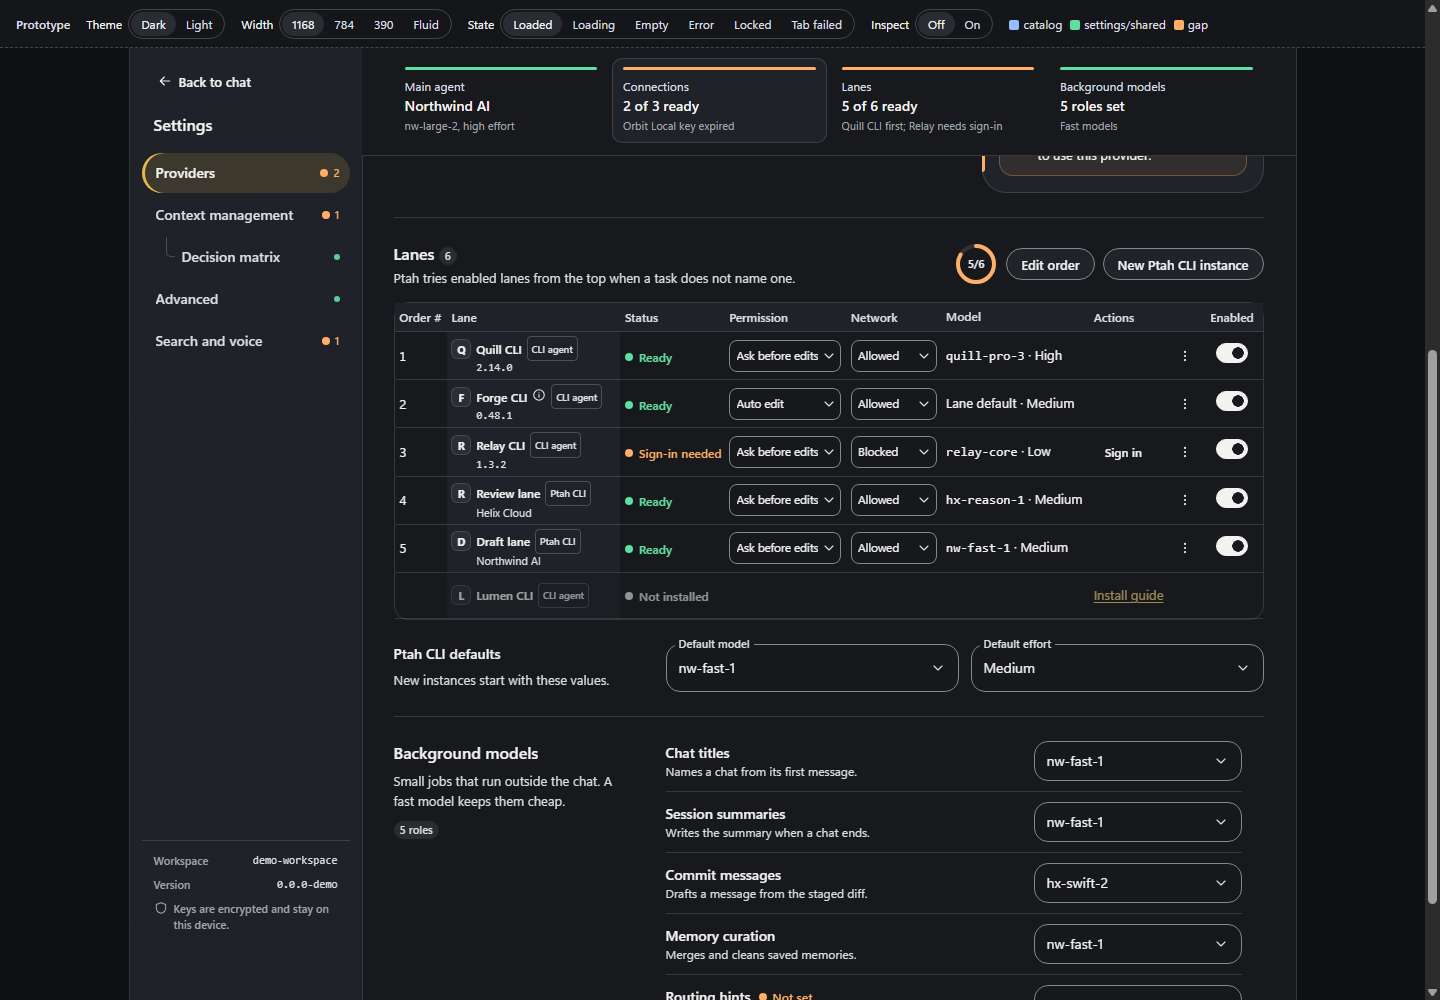 Prototype Theme Dark Light Width 1168 784 390 Fluid State Loaded Loading Empty Error Locked Tab failed Inspect Off On catalog settings/shared gap
Back to chat
Settings
Providers 2
Context management 1
Decision matrix
Advanced
Search and voice 1
Workspace demo-workspace
Version 0.0.0-demo
Keys are encrypted and stay on
this device.
Main agent
Northwind AI
nw-large-2, high effort
Connections
2 of 3 ready
Orbit Local key expired
Lanes
5 of 6 ready
Quill CLI first; Relay needs sign-in
Background models
5 roles set
Fast models
to use this provider.
Lanes 6
Ptah tries enabled lanes from the top when a task does not name one.
5/6 Edit order New Ptah CLI instance
Order # Lane Status Permission Network Model Actions Enabled
1 Q Quill CLI CLI agent Ready Ask before edits Allowed quill-pro-3 · High
2.14.0
2 F Forge CLI CLI agent Ready Auto edit Allowed Lane default · Medium
0.48.1
3 R Relay CLI CLI agent Sign-in needed Ask before edits Blocked relay-core · Low Sign in
1.3.2
4 R Review lane Ptah CLI Ready Ask before edits Allowed hx-reason-1 · Medium
Helix Cloud
5 D Draft lane Ptah CLI Ready Ask before edits Allowed nw-fast-1 · Medium
Northwind AI
L Lumen CLI CLI agent Not installed Install guide
Ptah CLI defaults
New instances start with these values.
Default model
nw-fast-1
Default effort
Medium
Background models
Small jobs that run outside the chat. A
fast model keeps them cheap.
5 roles
Chat titles
Names a chat from its first message.
nw-fast-1
Session summaries
Writes the summary when a chat ends.
nw-fast-1
Commit messages
Drafts a message from the staged diff.
hx-swift-2
Memory curation
Merges and cleans saved memories.
nw-fast-1
Routing hints Not set